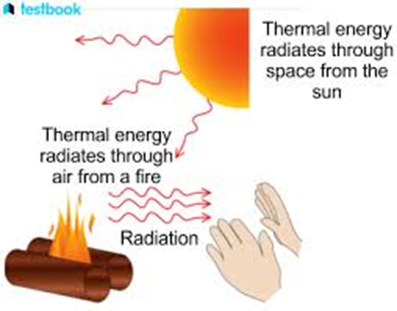 testbook
Thermal energy
radiates through
space from the
sun
Thermal energy
radiates through
air from a fire
Radiation